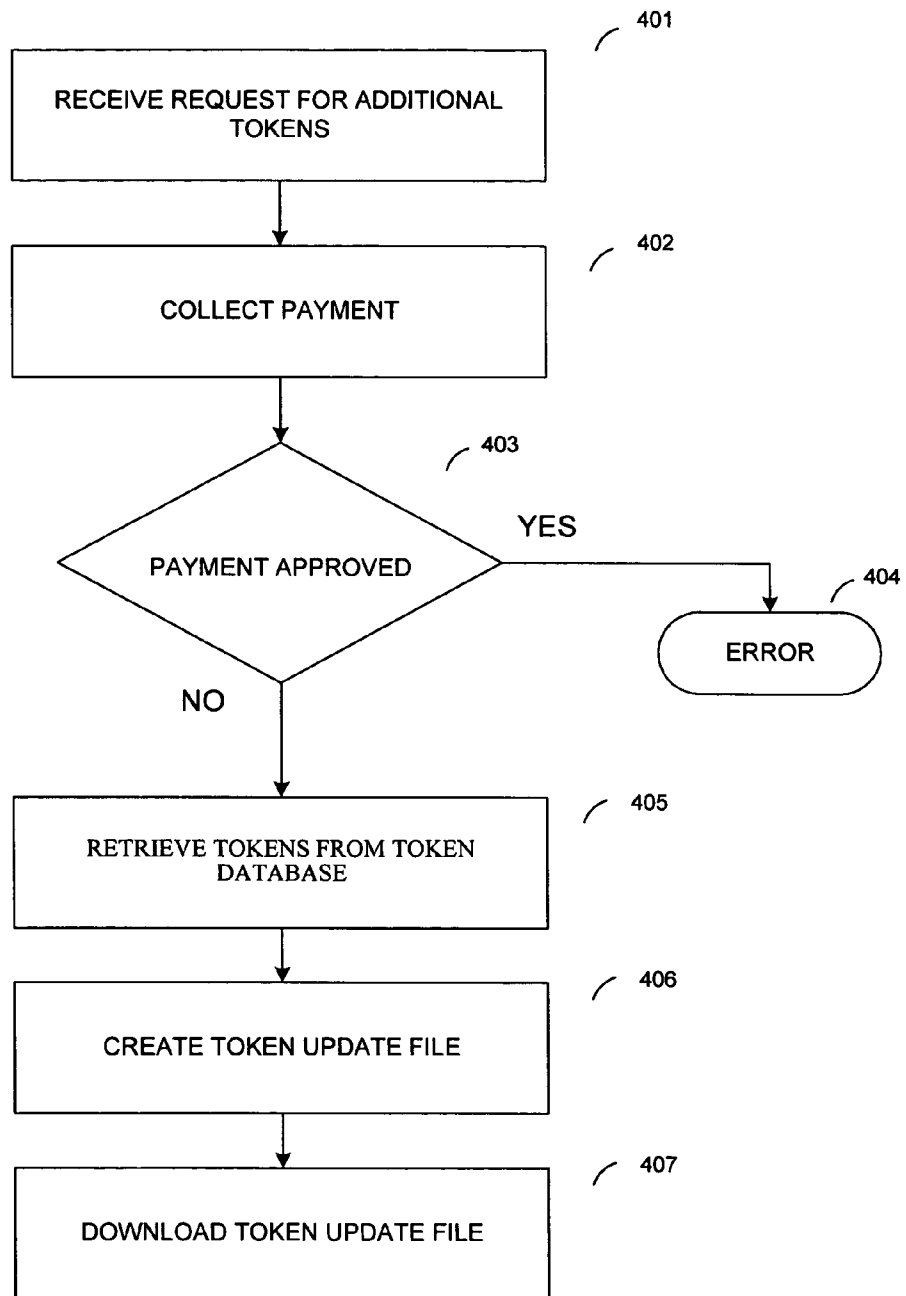 401
RECEIVE REQUEST FOR ADDITIONAL
TOKENS
402
COLLECT PAYMENT
403
PAYMENT APPROVED
YES
404
ERROR
NO
405
RETRIEVE TOKENS FROM TOKEN
DATABASE
406
CREATE TOKEN UPDATE FILE
407
DOWNLOAD TOKEN UPDATE FILE